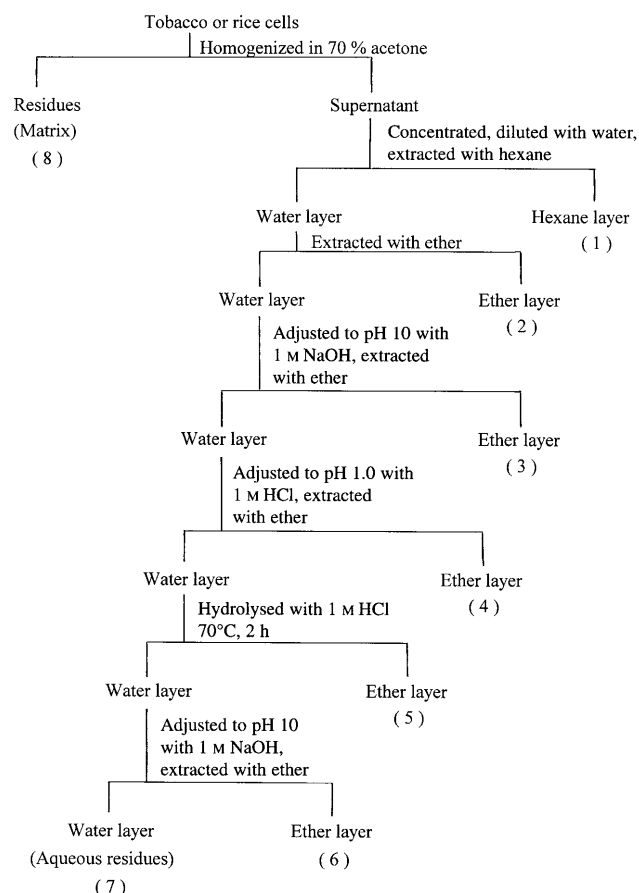 Tobacco or rice cells
Homogenized in 70 % acetone
Residues
(Matrix)
( 8 )
Supernatant
Concentrated, diluted with water,
extracted with hexane
Water layer
Hexane layer
( 1 )
Extracted with ether
Water layer
Ether layer
( 2 )
Adjusted to pH 10 with
1 M NaOH, extracted
with ether
Water layer
Ether layer
( 3 )
Adjusted to pH 1.0 with
1 M HCl, extracted
with ether
Water layer
Ether layer
( 4 )
Hydrolysed with 1 M HCl
70°C, 2 h
Water layer
Ether layer
( 5 )
Adjusted to pH 10
with 1 M NaOH,
extracted with ether
Water layer
(Aqueous residues)
( 7 )
Ether layer
( 6 )